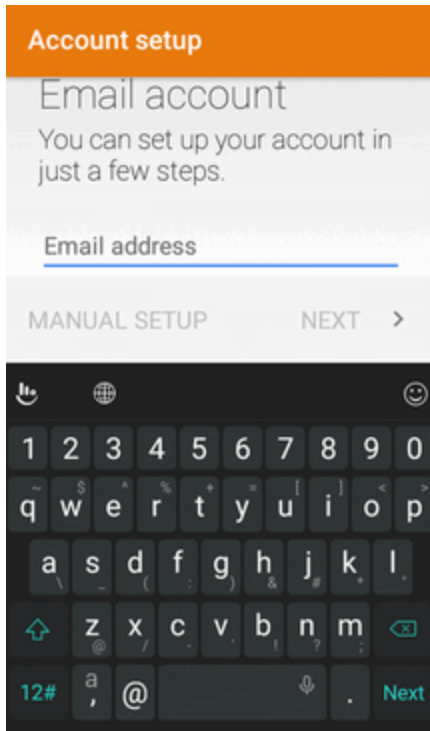 Account setup
Email account
You can set up your account in
just a few steps.
Email address
MANUAL SETUP NEXT >
1 2 3 4 5 6 7 8 9 0
~ $ ^ % + = [ ] < >
q w e r t y u i o p
a s d f g h j k l
\ _ ( : ) & # *
z x c v b n m
@ / - ' ! ? ;
12# a , @ . Next